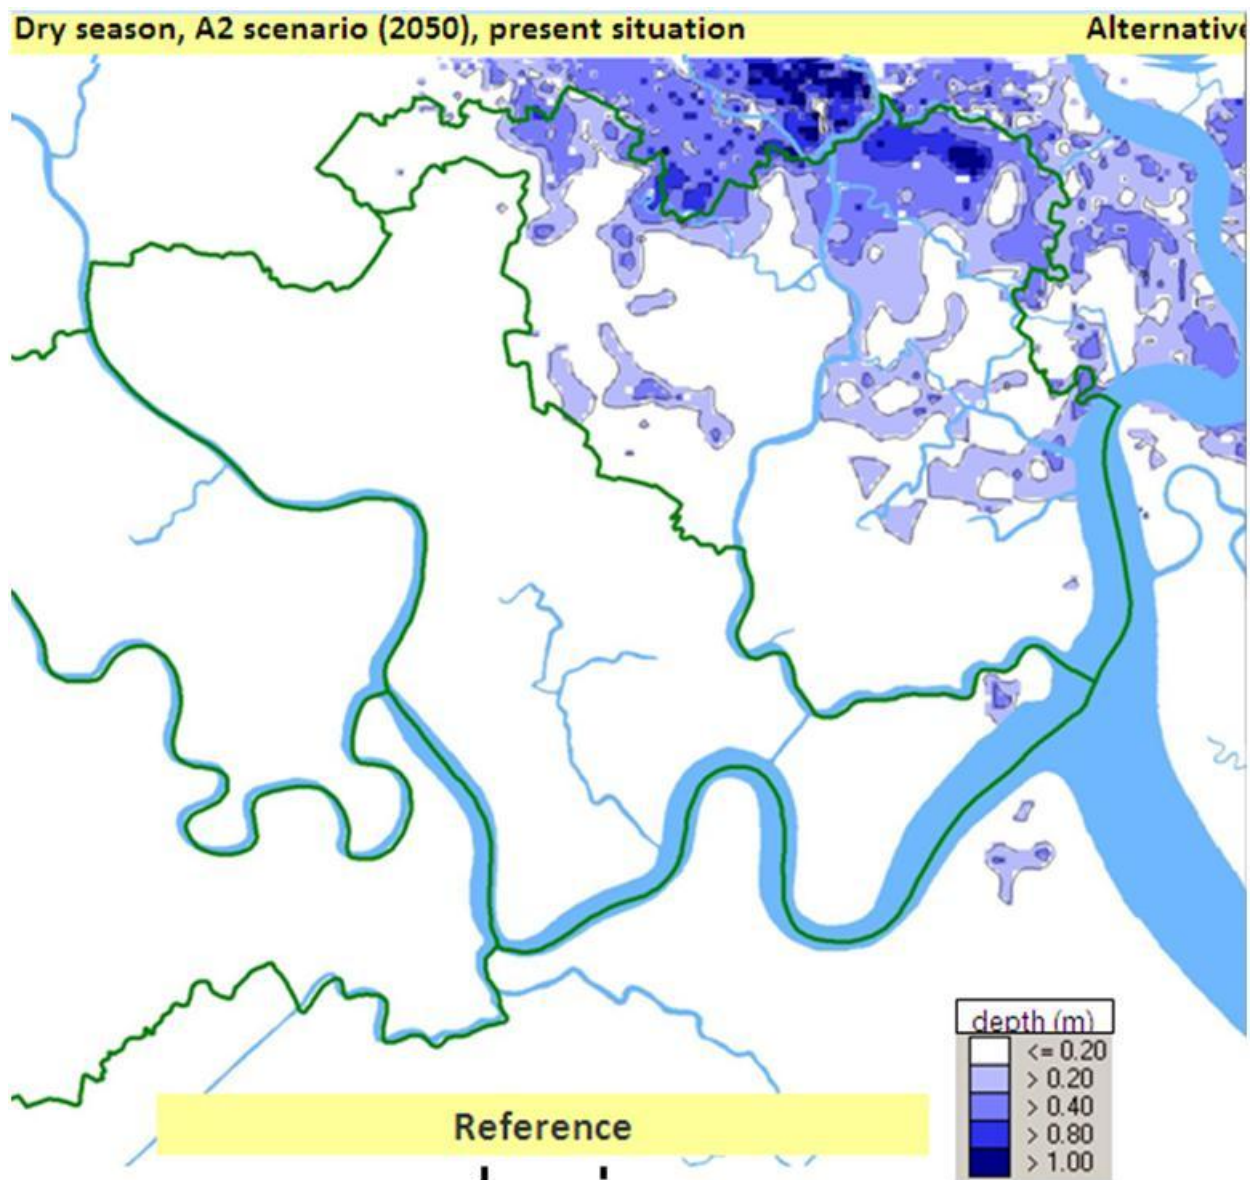 Dry season, A2 scenario (2050), present situation
Alternative
depth (m)
<= 0.20
> 0.20
> 0.40
> 0.80
> 1.00
Reference